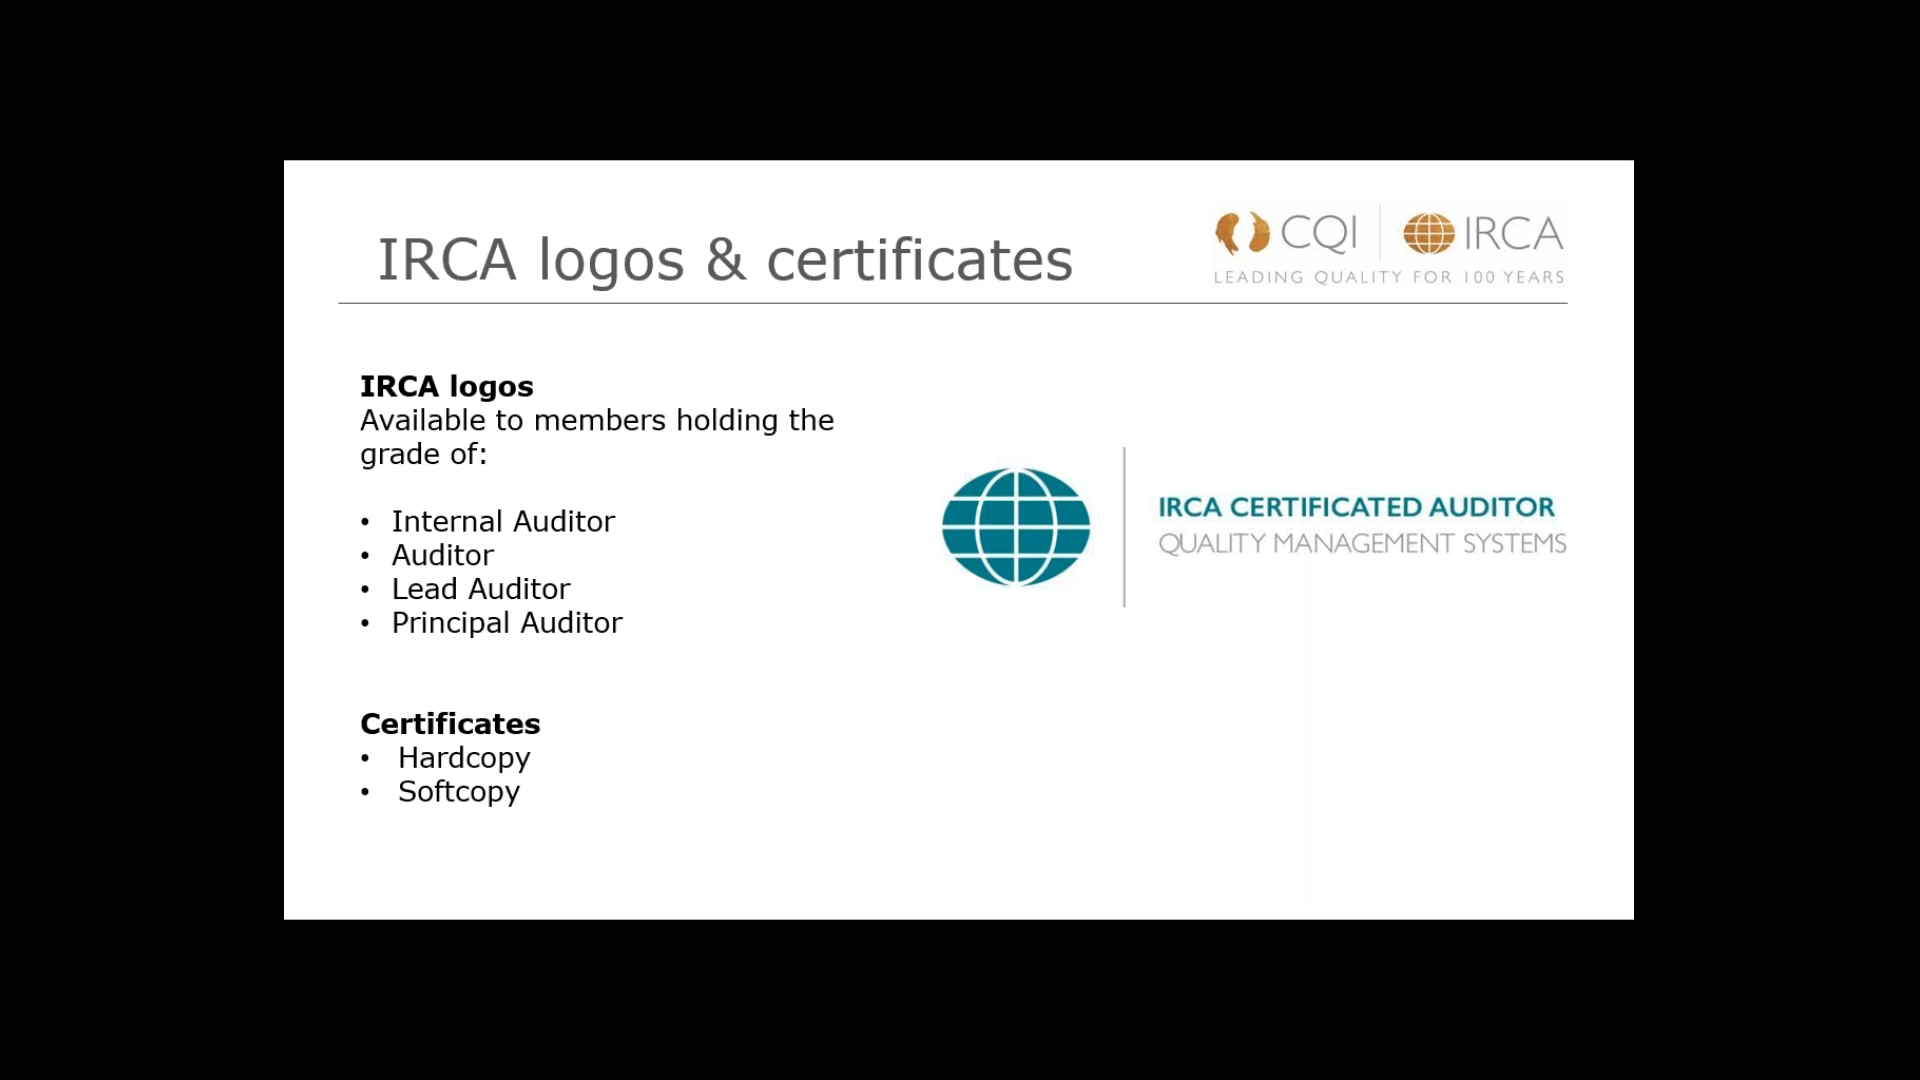 IRCA logos & certificates
CQI IRCA
LEADING QUALITY FOR 100 YEARS
IRCA logos
Available to members holding the
grade of:
• Internal Auditor
• Auditor
• Lead Auditor
• Principal Auditor
IRCA CERTIFICATED AUDITOR
QUALITY MANAGEMENT SYSTEMS
Certificates
• Hardcopy
• Softcopy